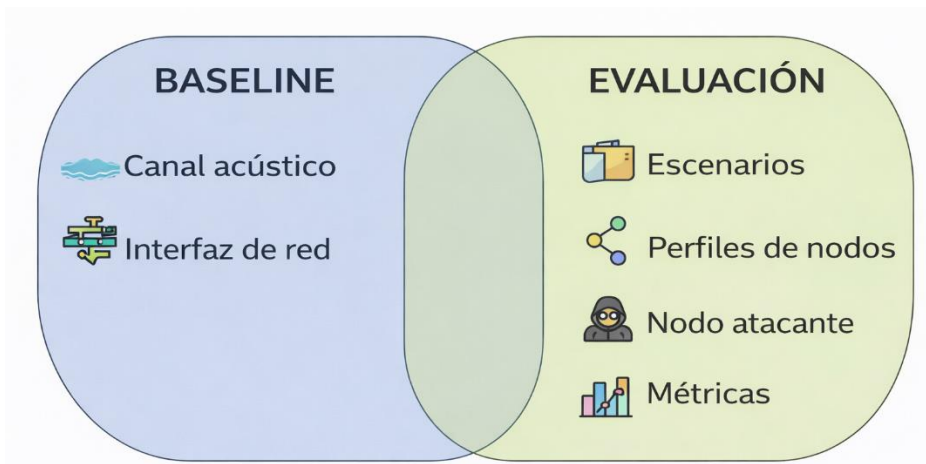 BASELINE
Canal acústico
Interfaz de red
EVALUACIÓN
Escenarios
Perfiles de nodos
Nodo atacante
Métricas